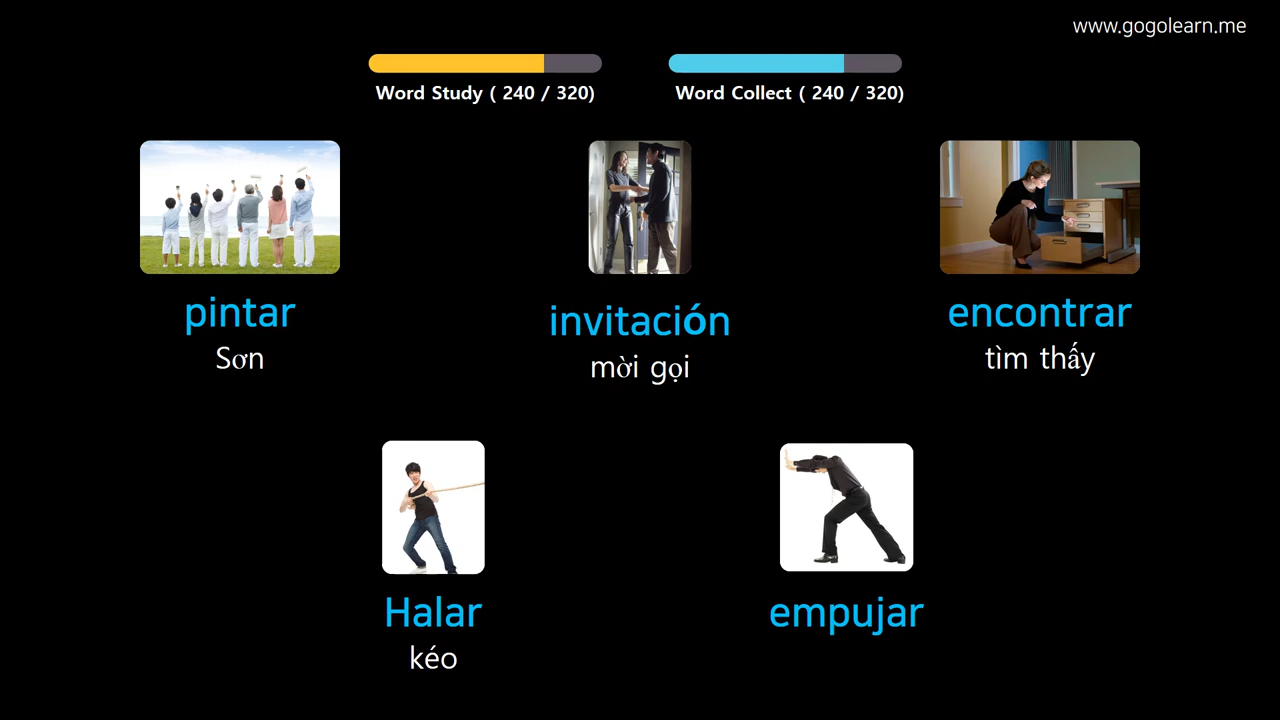 www.gogolearn.me
Word Study ( 240 / 320)
Word Collect ( 240 / 320)
pintar
Sơn
invitación
mời gọi
encontrar
tìm thấy
Halar
kéo
empujar